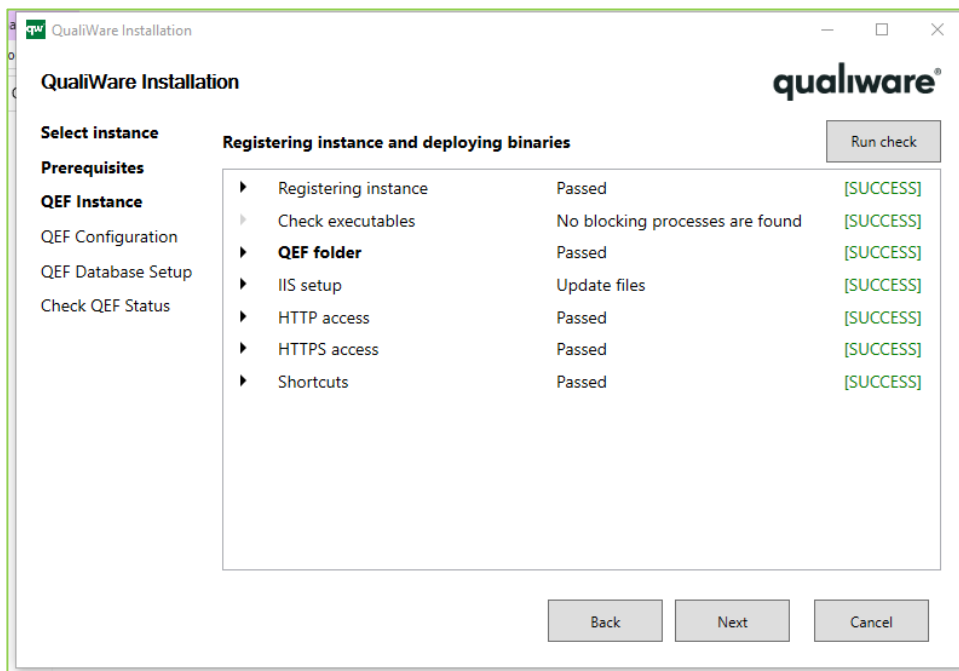 qw QualiWare Installation
QualiWare Installation
qualiware®
Select instance
Prerequisites
QEF Instance
QEF Configuration
QEF Database Setup
Check QEF Status
Registering instance and deploying binaries
Run check
Registering instance Passed [SUCCESS]
Check executables No blocking processes are found [SUCCESS]
QEF folder Passed [SUCCESS]
IIS setup Update files [SUCCESS]
HTTP access Passed [SUCCESS]
HTTPS access Passed [SUCCESS]
Shortcuts Passed [SUCCESS]
Back Next Cancel